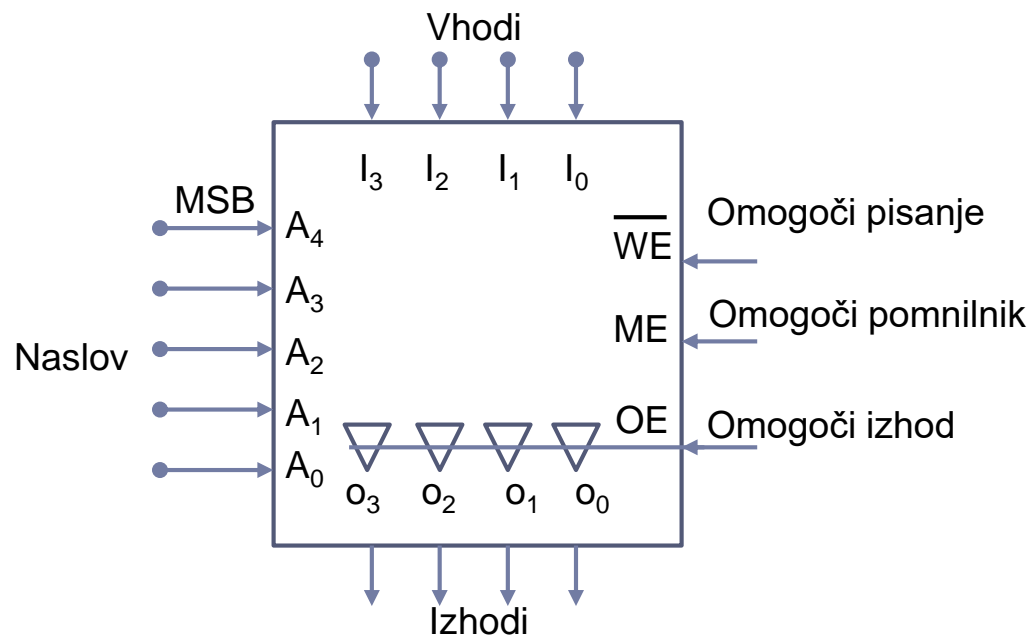 Vhodi
I₃ I₂ I₁ I₀
MSB
A₄
A₃
A₂
A₁
A₀
Naslov
W̅E̅ Omogoči pisanje
ME Omogoči pomnilnik
OE Omogoči izhod
o₃ o₂ o₁ o₀
Izhodi